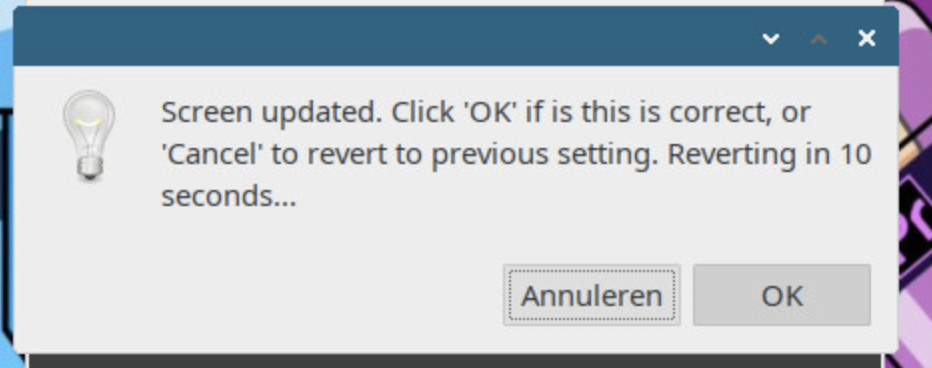 Screen updated. Click 'OK' if is this is correct, or
'Cancel' to revert to previous setting. Reverting in 10
seconds...
Annuleren
OK